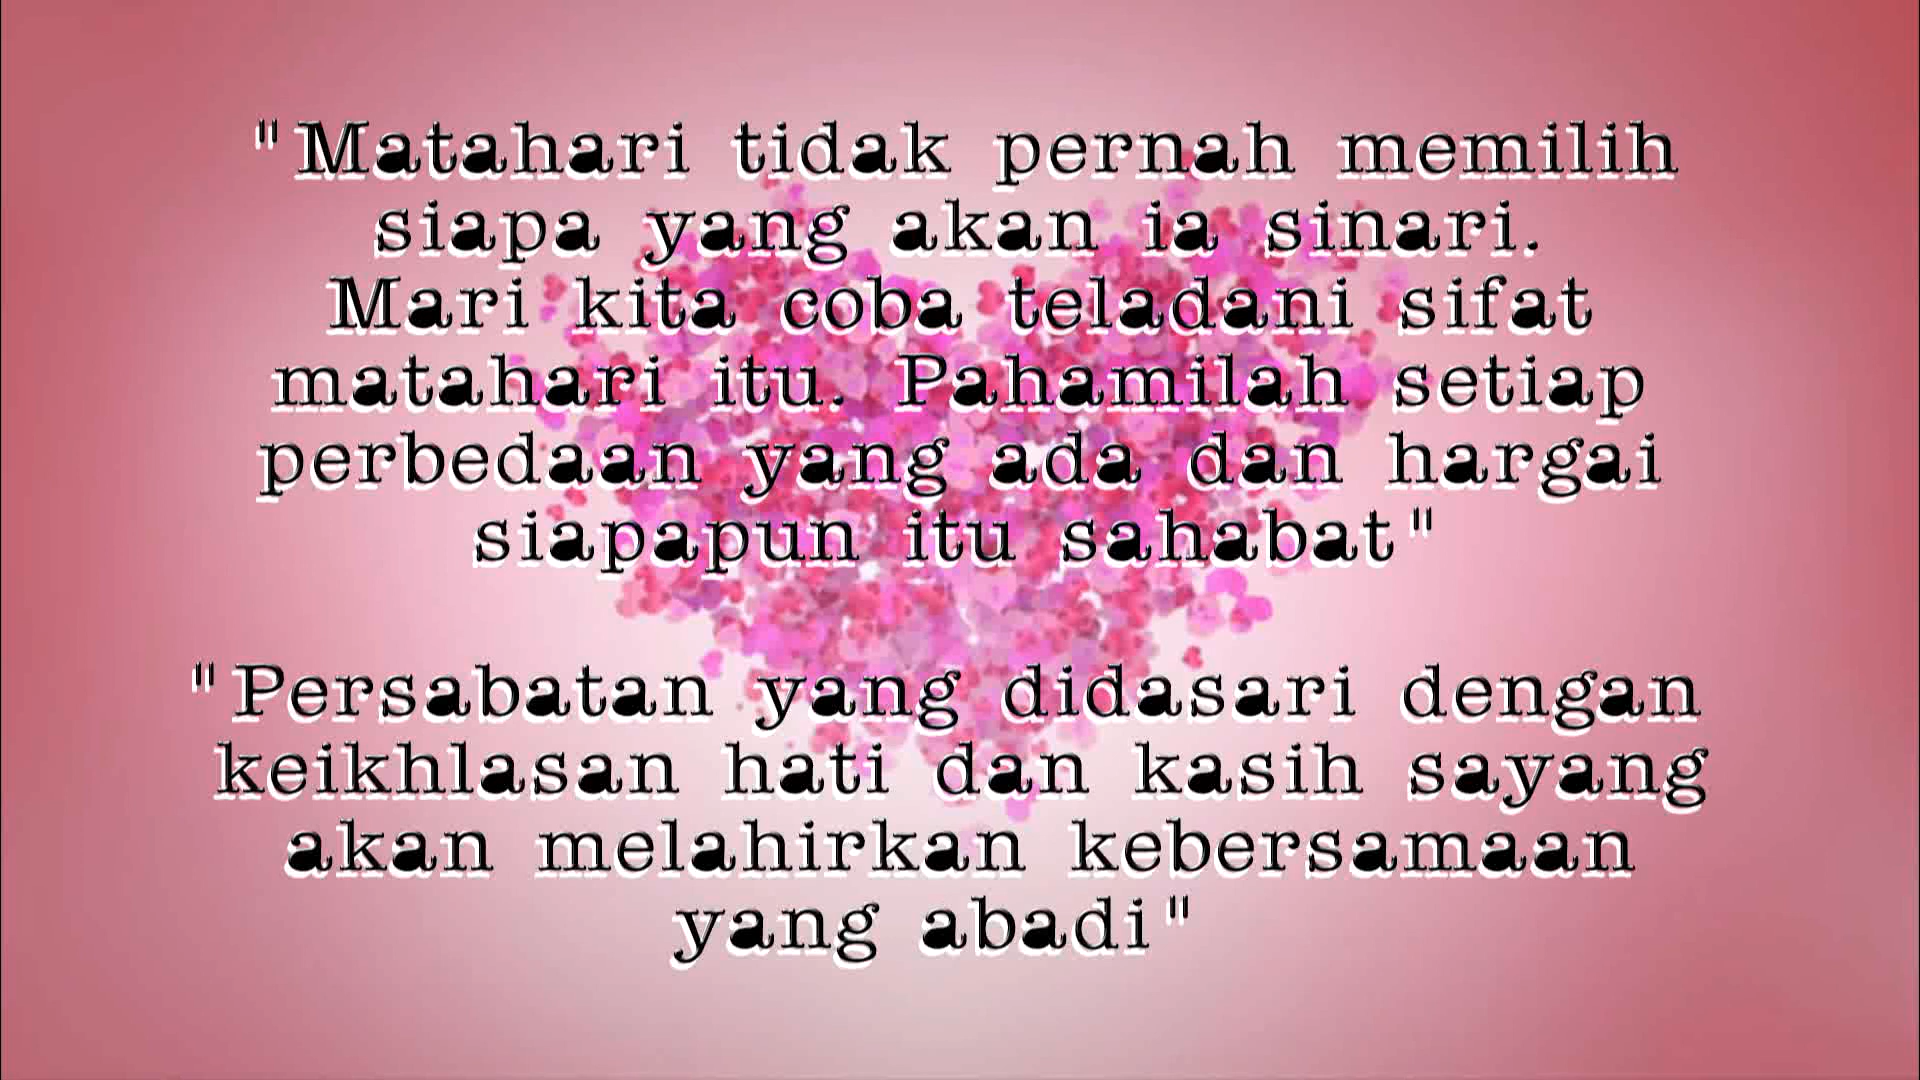 "Matahari tidak pernah memilih
siapa yang akan ia sinari.
Mari kita coba teladani sifat
matahari itu. Pahamilah setiap
perbedaan yang ada dan hargai
siapapun itu sahabat"
"Persabatan yang didasari dengan
keikhlasan hati dan kasih sayang
akan melahirkan kebersamaan
yang abadi"